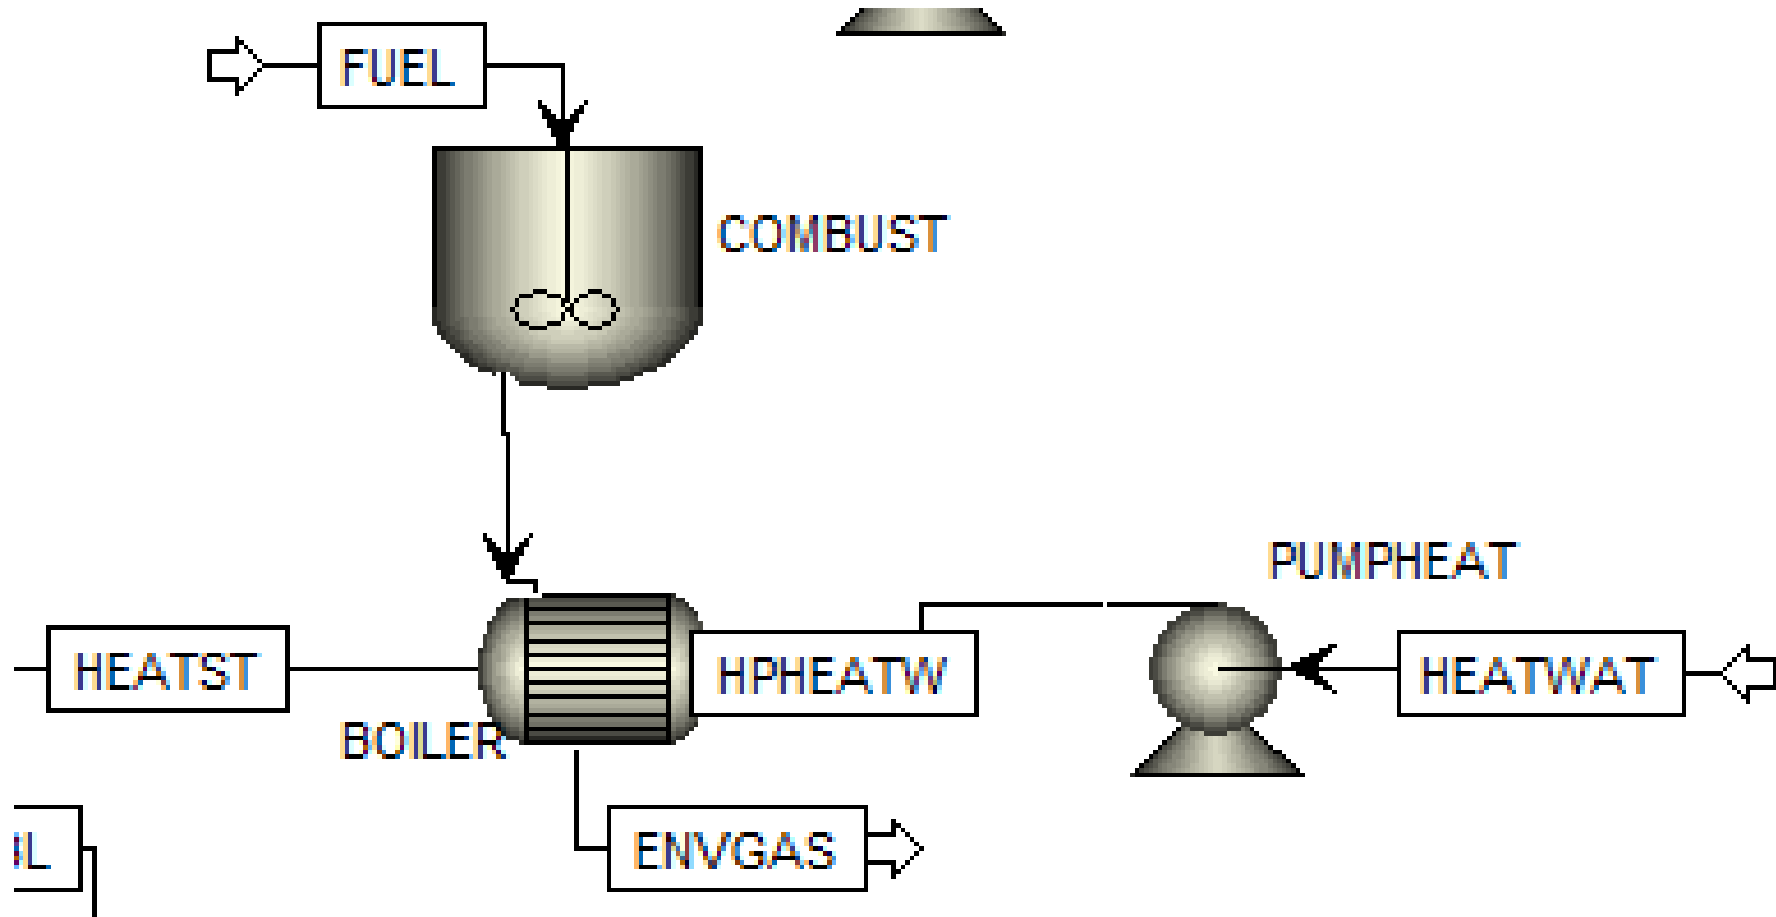 FUEL
COMBUST
PUMPHEAT
HEATST
HPHEATW
HEATWAT
BOILER
ENVGAS